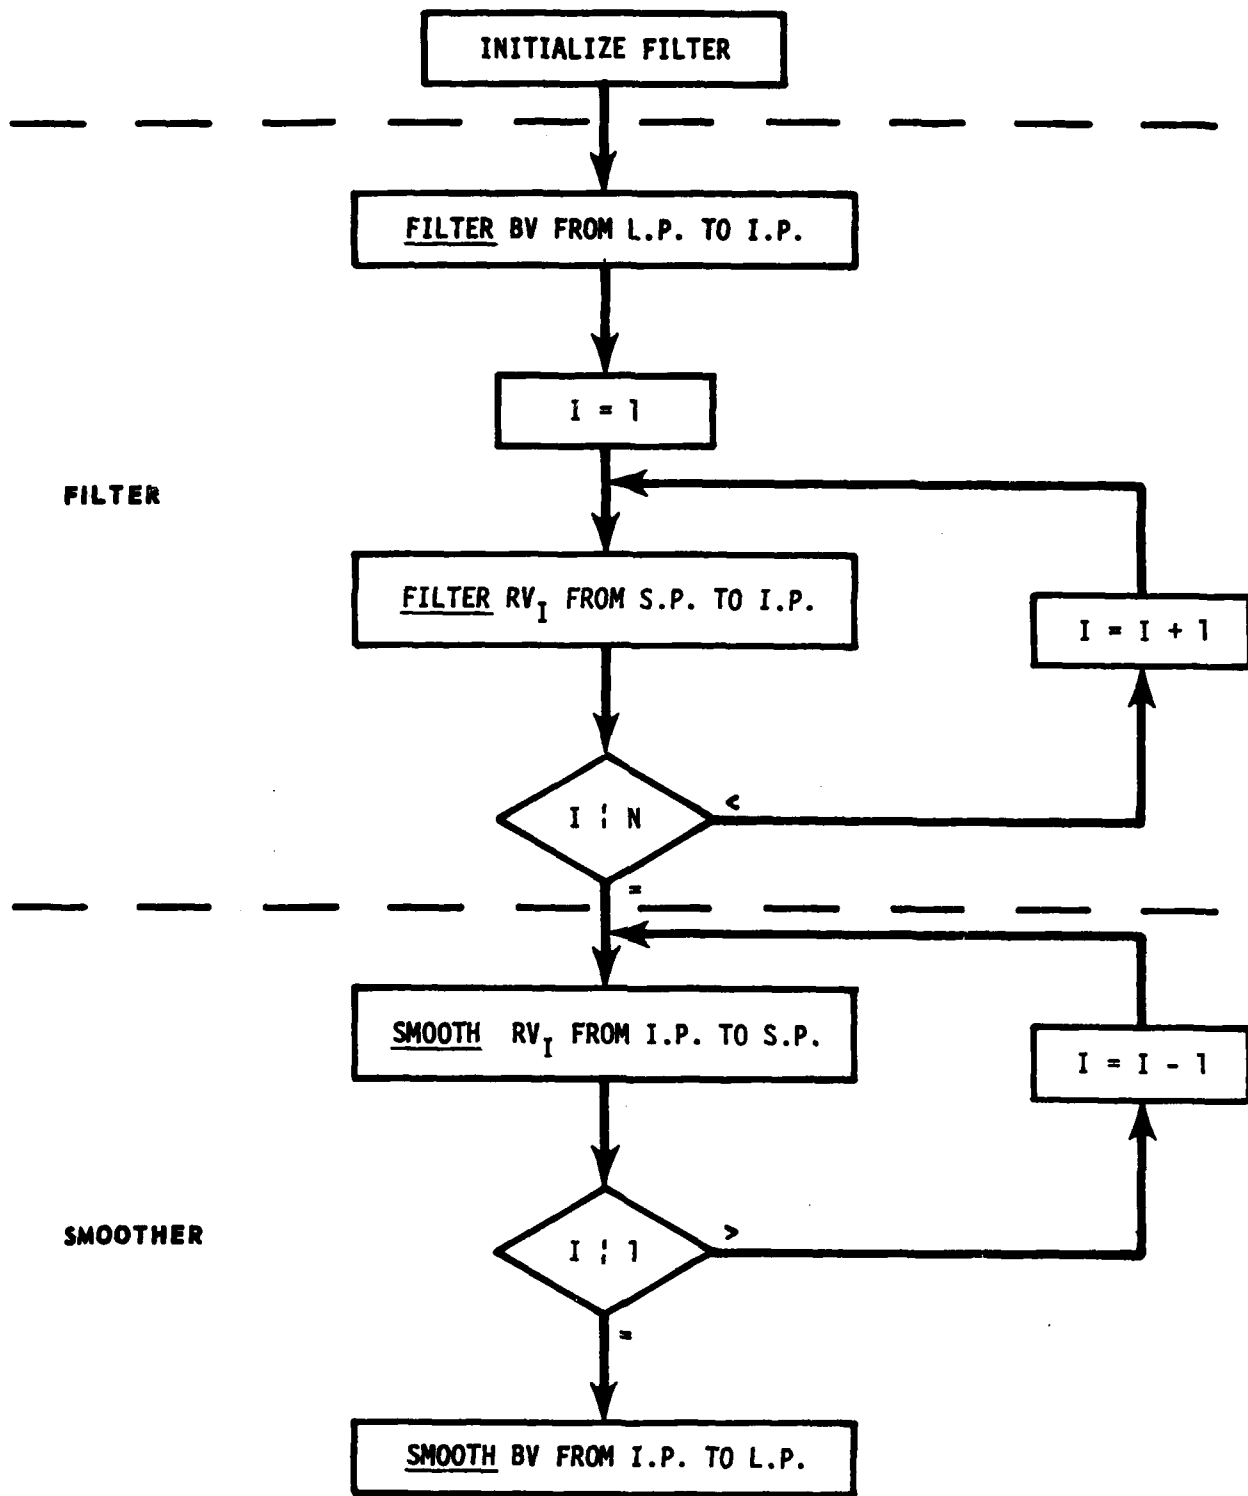 INITIALIZE FILTER
FILTER BV FROM L.P. TO I.P.
I = 1
FILTER
FILTER RV_I FROM S.P. TO I.P.
I = I + 1
I ¦ N
<
=
SMOOTH RV_I FROM I.P. TO S.P.
I = I - 1
SMOOTHER
I ¦ 1
>
=
SMOOTH BV FROM I.P. TO L.P.